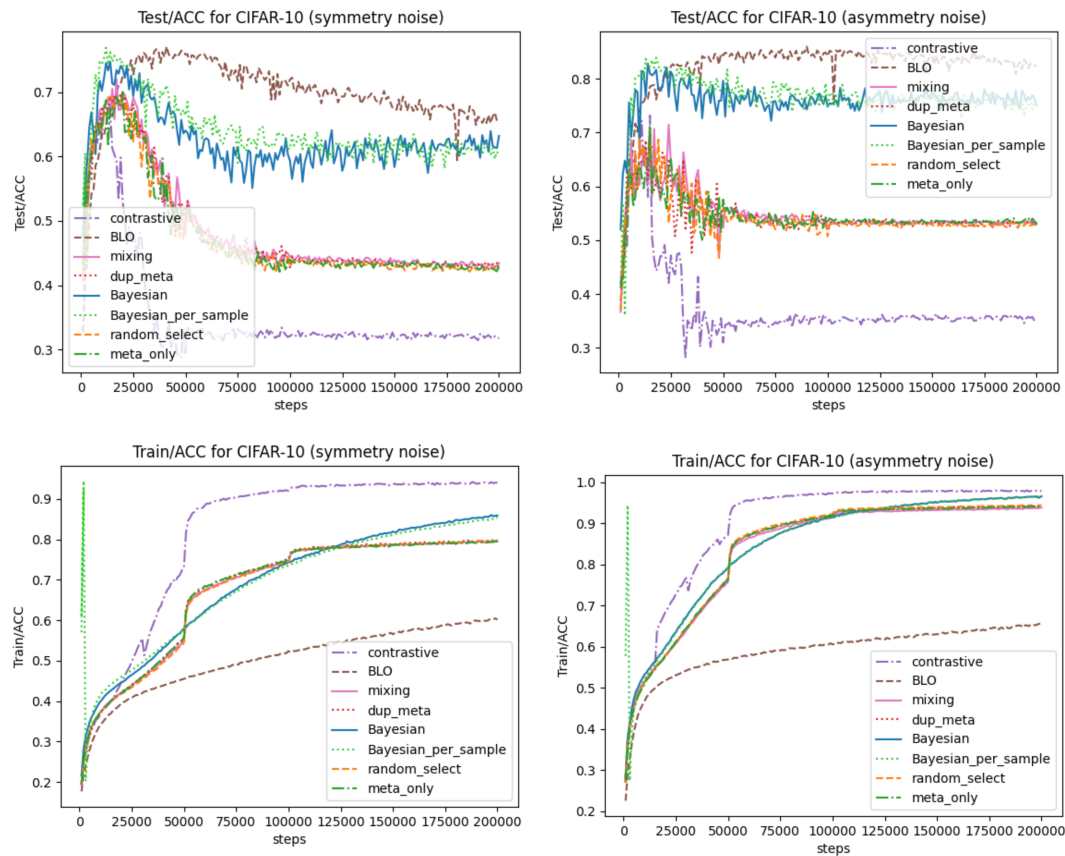 Test/ACC for CIFAR-10 (symmetry noise)
Test/ACC
0.7
0.6
0.5
0.4
0.3
contrastive
BLO
mixing
dup_meta
Bayesian
Bayesian_per_sample
random_select
meta_only
0 25000 50000 75000 100000 125000 150000 175000 200000
steps
Test/ACC for CIFAR-10 (asymmetry noise)
Test/ACC
0.8
0.7
0.6
0.5
0.4
0.3
contrastive
BLO
mixing
dup_meta
Bayesian
Bayesian_per_sample
random_select
meta_only
0 25000 50000 75000 100000 125000 150000 175000 200000
steps
Train/ACC for CIFAR-10 (symmetry noise)
Train/ACC
0.9
0.8
0.7
0.6
0.5
0.4
0.3
0.2
contrastive
BLO
mixing
dup_meta
Bayesian
Bayesian_per_sample
random_select
meta_only
0 25000 50000 75000 100000 125000 150000 175000 200000
steps
Train/ACC for CIFAR-10 (asymmetry noise)
Train/ACC
1.0
0.9
0.8
0.7
0.6
0.5
0.4
0.3
0.2
contrastive
BLO
mixing
dup_meta
Bayesian
Bayesian_per_sample
random_select
meta_only
0 25000 50000 75000 100000 125000 150000 175000 200000
steps